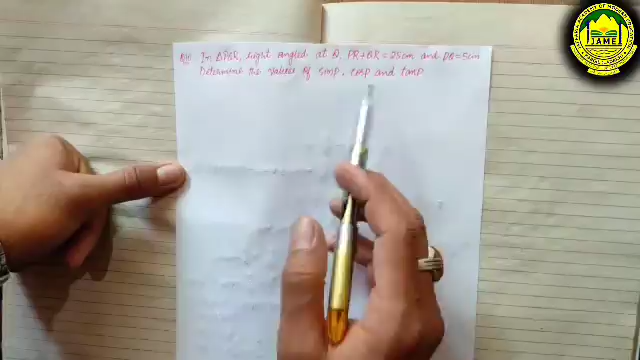 Q10 In ΔPQR, right angled at Q. PR+QR = 25cm and PQ=5cm
Determine the values of sinP, cosP and tanP
JAME